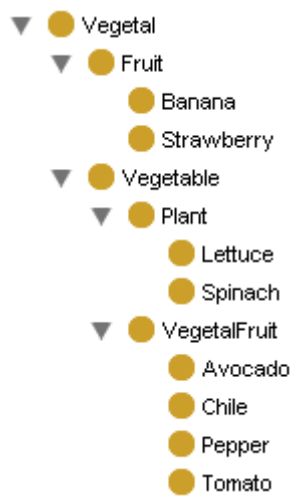 Vegetal
Fruit
Banana
Strawberry
Vegetable
Plant
Lettuce
Spinach
VegetalFruit
Avocado
Chile
Pepper
Tomato